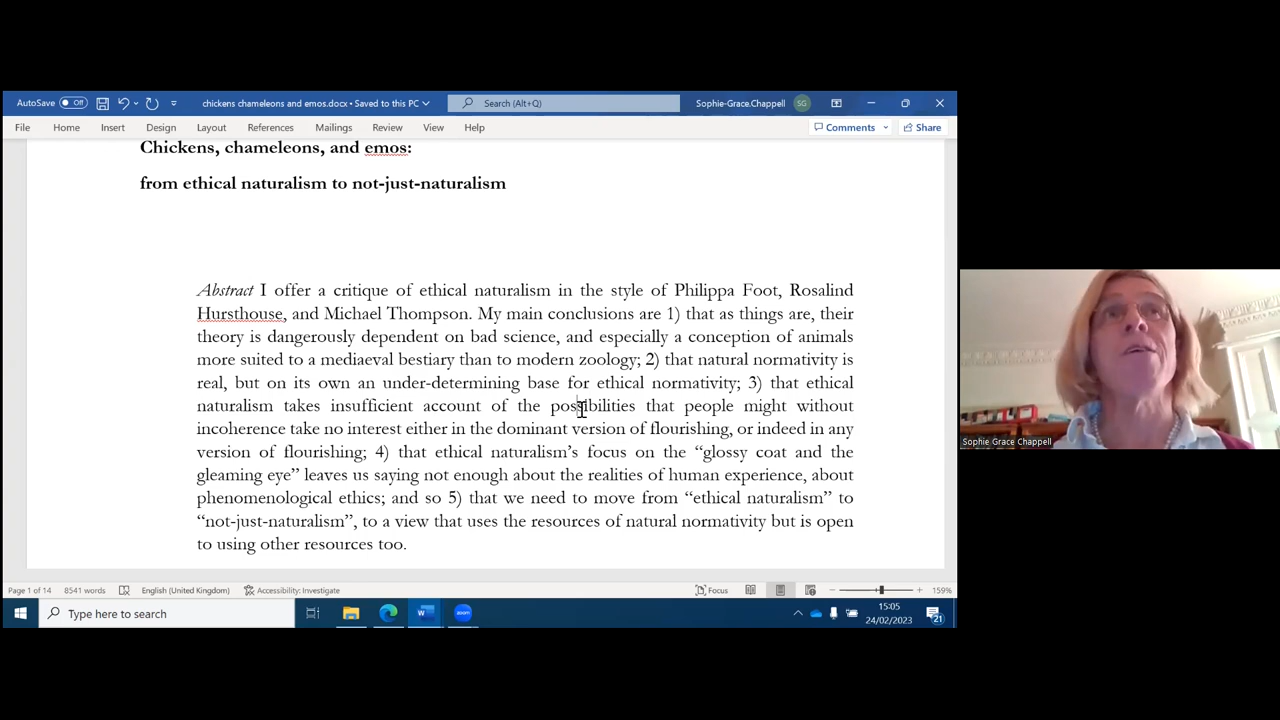 AutoSave Off chickens chameleons and emos.docx • Saved to this PC Search (Alt+Q) Sophie-Grace.Chappell SG
File Home Insert Design Layout References Mailings Review View Help Comments Share
Chickens, chameleons, and emos:
from ethical naturalism to not-just-naturalism
Abstract I offer a critique of ethical naturalism in the style of Philippa Foot, Rosalind
Hursthouse, and Michael Thompson. My main conclusions are 1) that as things are, their
theory is dangerously dependent on bad science, and especially a conception of animals
more suited to a mediaeval bestiary than to modern zoology; 2) that natural normativity is
real, but on its own an under-determining base for ethical normativity; 3) that ethical
naturalism takes insufficient account of the possibilities that people might without
incoherence take no interest either in the dominant version of flourishing, or indeed in any
version of flourishing; 4) that ethical naturalism’s focus on the “glossy coat and the
gleaming eye” leaves us saying not enough about the realities of human experience, about
phenomenological ethics; and so 5) that we need to move from “ethical naturalism” to
“not-just-naturalism”, to a view that uses the resources of natural normativity but is open
to using other resources too.
Sophie Grace Chappell
Page 1 of 14 8541 words English (United Kingdom) Accessibility: Investigate Focus 159%
Type here to search W zoom 15:05
24/02/2023 21